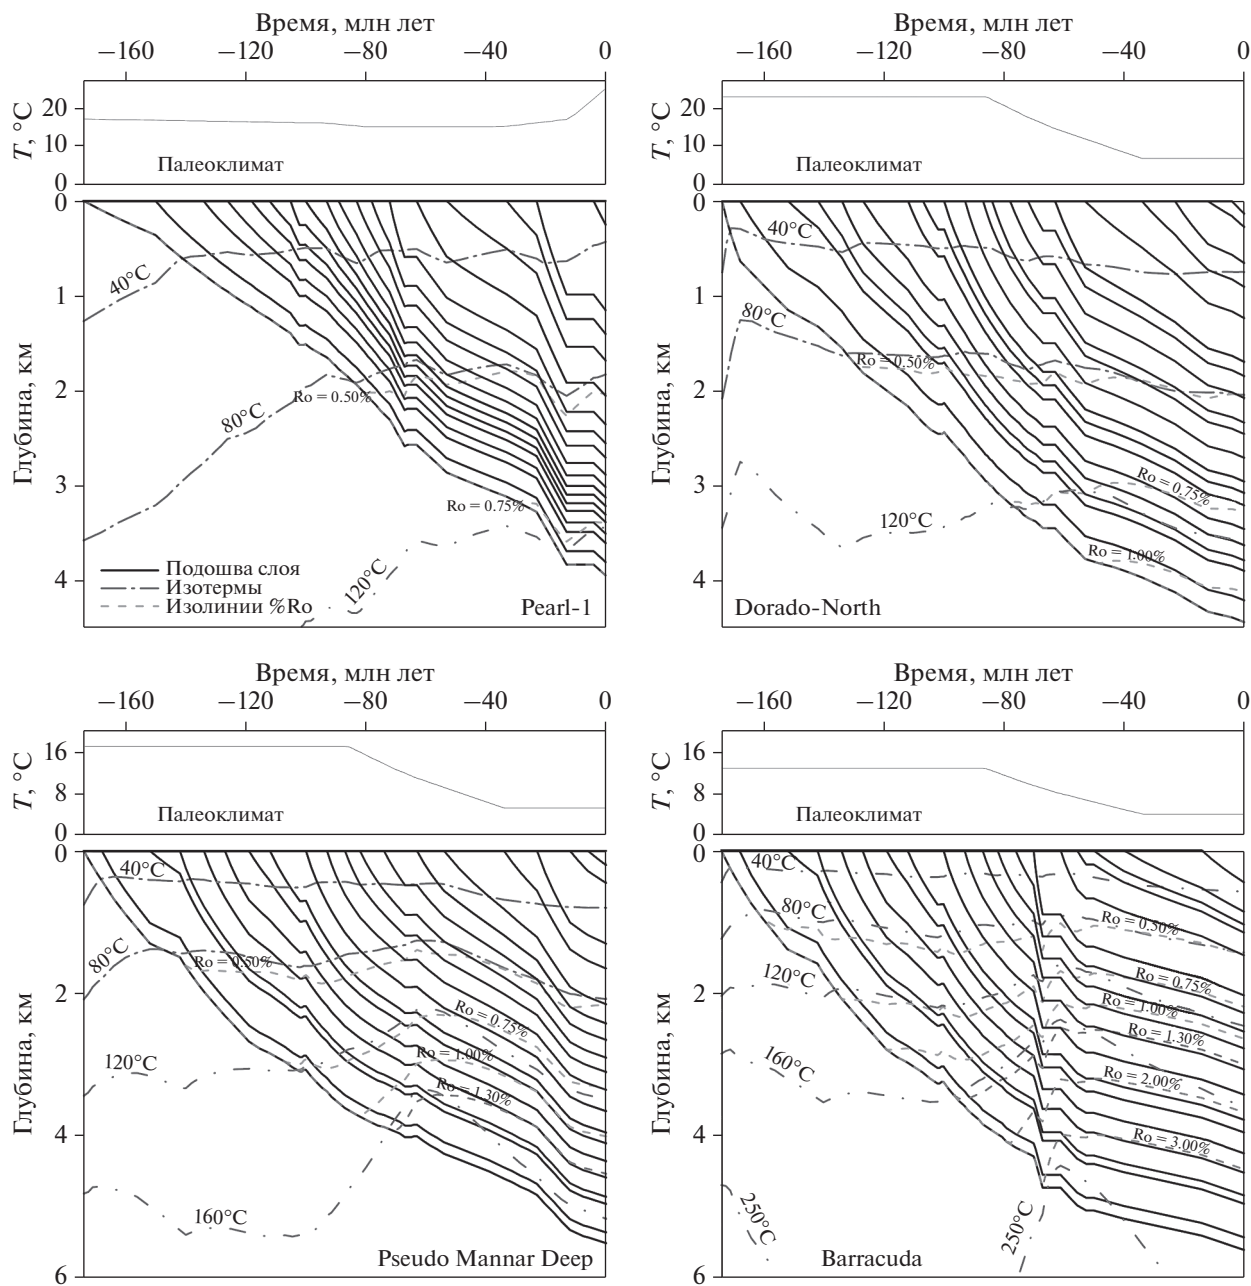 Время, млн лет
−160 −120 −80 −40 0
T, °C
20
10
0
Палеоклимат
0
1
2
3
4
Глубина, км
40°C
80°C
120°C
Ro = 0.50%
Ro = 0.75%
Подошва слоя
Изотермы
Изолинии %Ro
Pearl-1
Время, млн лет
−160 −120 −80 −40 0
T, °C
20
10
0
Палеоклимат
0
1
2
3
4
Глубина, км
40°C
80°C
Ro = 0.50%
120°C
Ro = 0.75%
Ro = 1.00%
Dorado-North
Время, млн лет
−160 −120 −80 −40 0
T, °C
16
8
0
Палеоклимат
0
2
4
6
Глубина, км
40°C
80°C
Ro = 0.50%
120°C
Ro = 0.75%
Ro = 1.00%
Ro = 1.30%
160°C
Pseudo Mannar Deep
Время, млн лет
−160 −120 −80 −40 0
T, °C
16
8
0
Палеоклимат
0
2
4
6
Глубина, км
40°C
80°C
Ro = 0.50%
120°C
Ro = 0.75%
Ro = 1.00%
Ro = 1.30%
160°C
Ro = 2.00%
Ro = 3.00%
250°C
250°C
Barracuda